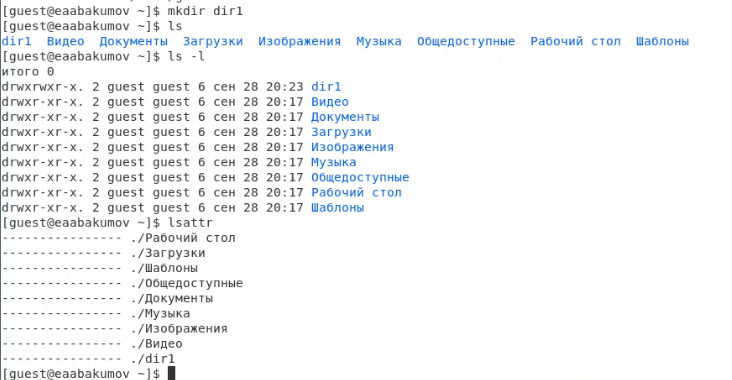 [guest@eaabakumov ~]$ mkdir dir1
[guest@eaabakumov ~]$ ls
dir1  Видео  Документы  Загрузки  Изображения  Музыка  Общедоступные  Рабочий стол  Шаблоны
[guest@eaabakumov ~]$ ls -l
итого 0
drwxrwxr-x. 2 guest guest 6 сен 28 20:23 dir1
drwxr-xr-x. 2 guest guest 6 сен 28 20:17 Видео
drwxr-xr-x. 2 guest guest 6 сен 28 20:17 Документы
drwxr-xr-x. 2 guest guest 6 сен 28 20:17 Загрузки
drwxr-xr-x. 2 guest guest 6 сен 28 20:17 Изображения
drwxr-xr-x. 2 guest guest 6 сен 28 20:17 Музыка
drwxr-xr-x. 2 guest guest 6 сен 28 20:17 Общедоступные
drwxr-xr-x. 2 guest guest 6 сен 28 20:17 Рабочий стол
drwxr-xr-x. 2 guest guest 6 сен 28 20:17 Шаблоны
[guest@eaabakumov ~]$ lsattr
---------------- ./Рабочий стол
---------------- ./Загрузки
---------------- ./Шаблоны
---------------- ./Общедоступные
---------------- ./Документы
---------------- ./Музыка
---------------- ./Изображения
---------------- ./Видео
---------------- ./dir1
[guest@eaabakumov ~]$